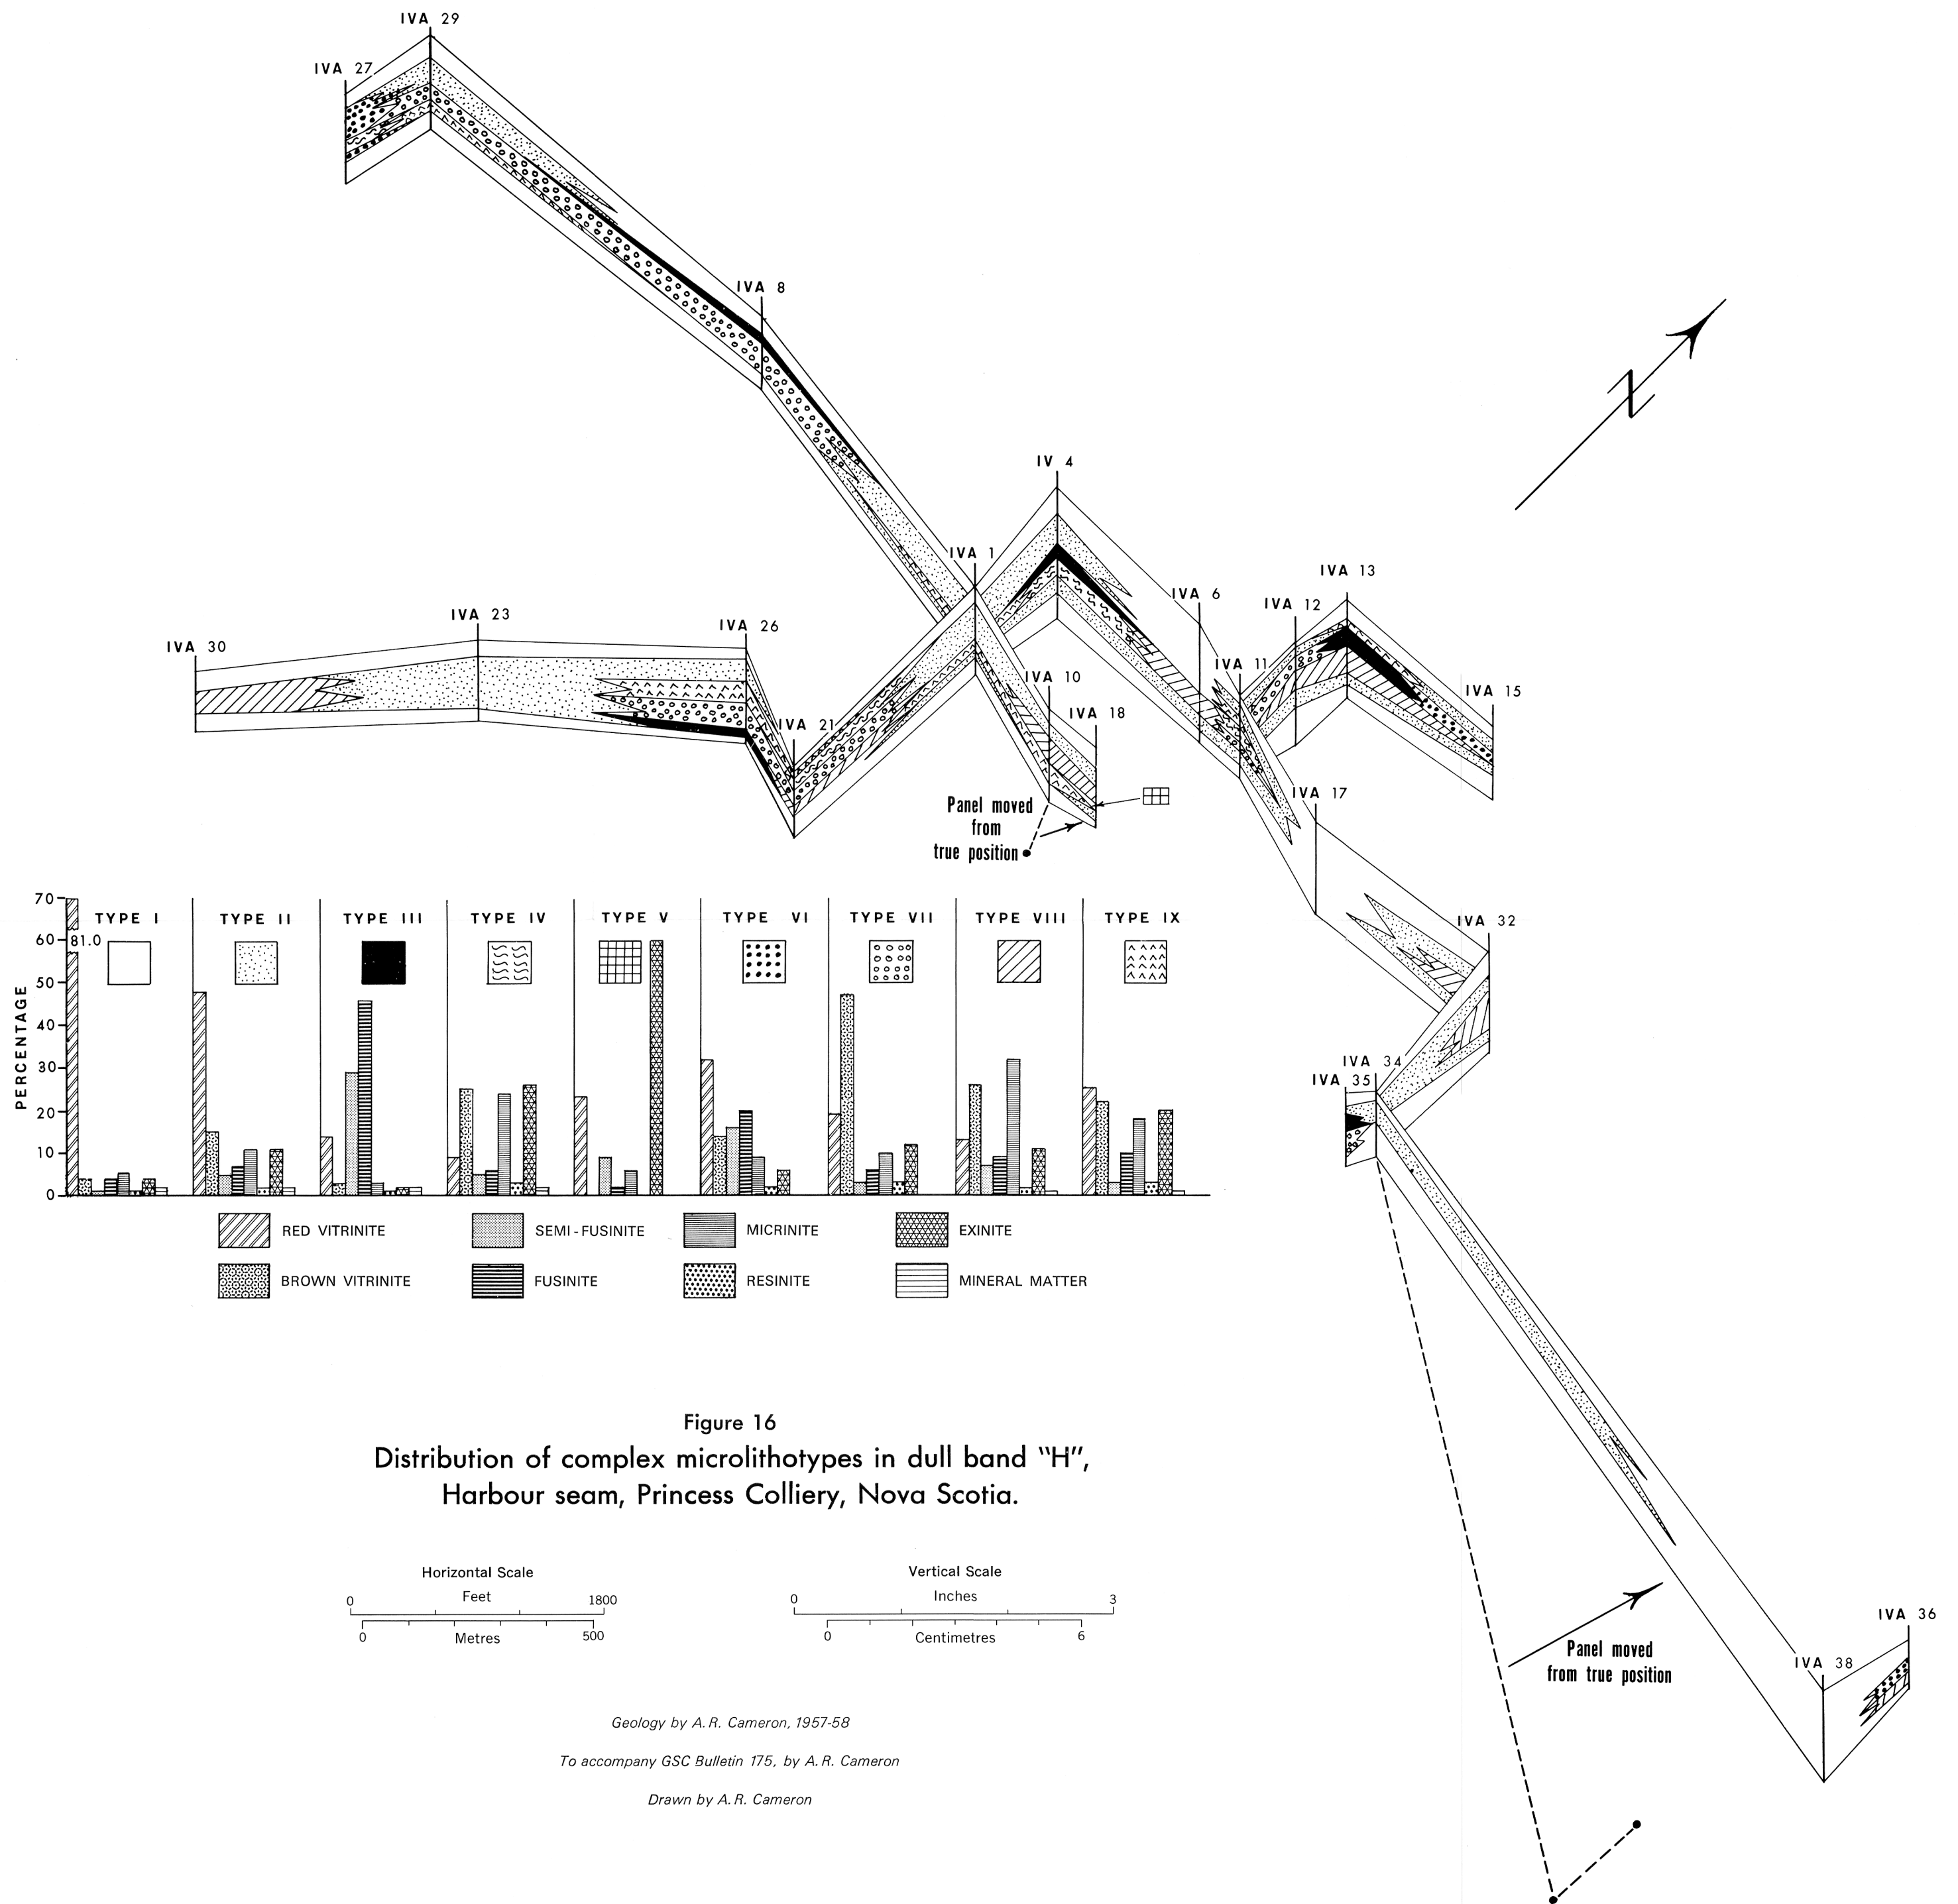 IVA 29
IVA 27
IVA 8
IV 4
IVA 1
IVA 13
IVA 6
IVA 12
IVA 23
IVA 26
IVA 30
IVA 11
IVA 10
IVA 15
IVA 18
IVA 21
Panel moved
from
true position
IVA 17
IVA 32
IVA 34
IVA 35
PERCENTAGE
70
60
50
40
30
20
10
0
81.0
TYPE I
TYPE II
TYPE III
TYPE IV
TYPE V
TYPE VI
TYPE VII
TYPE VIII
TYPE IX
RED VITRINITE
SEMI-FUSINITE
MICRINITE
EXINITE
BROWN VITRINITE
FUSINITE
RESINITE
MINERAL MATTER
Figure 16
Distribution of complex microlithotypes in dull band "H",
Harbour seam, Princess Colliery, Nova Scotia.
Horizontal Scale
Feet
0 1800
0 Metres 500
Vertical Scale
Inches
0 3
0 Centimetres 6
IVA 36
IVA 38
Panel moved
from true position
Geology by A.R. Cameron, 1957-58
To accompany GSC Bulletin 175, by A.R. Cameron
Drawn by A.R. Cameron